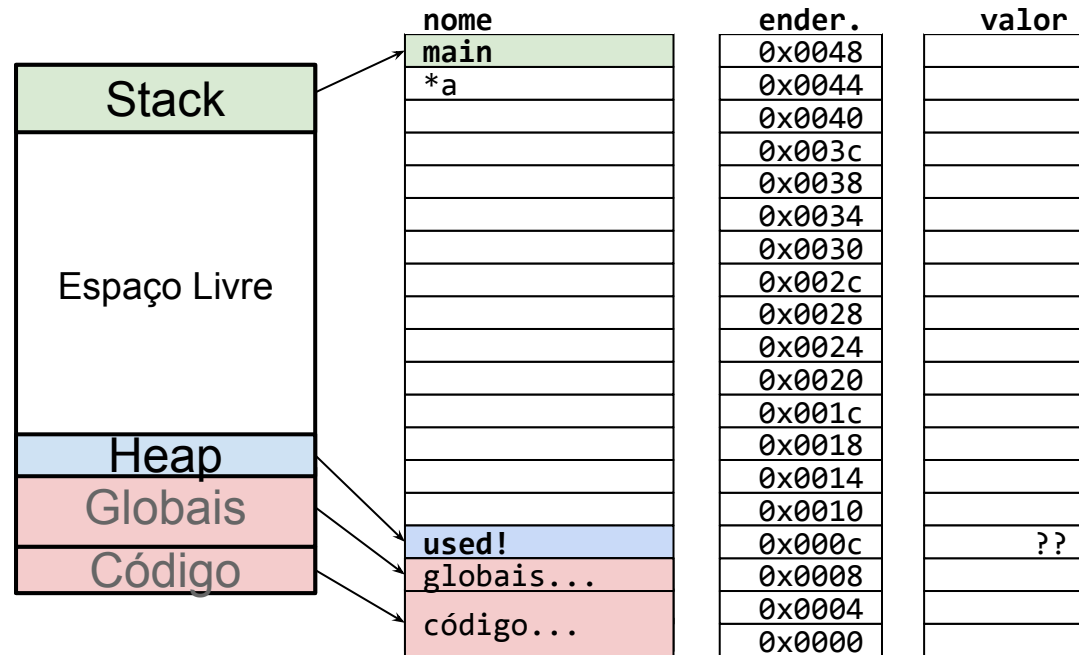 nome ender. valor
main 0x0048
*a 0x0044
0x0040
0x003c
0x0038
0x0034
0x0030
0x002c
0x0028
0x0024
0x0020
0x001c
0x0018
0x0014
0x0010
used! 0x000c ??
globais... 0x0008
código... 0x0004
0x0000
Stack
Espaço Livre
Heap
Globais
Código